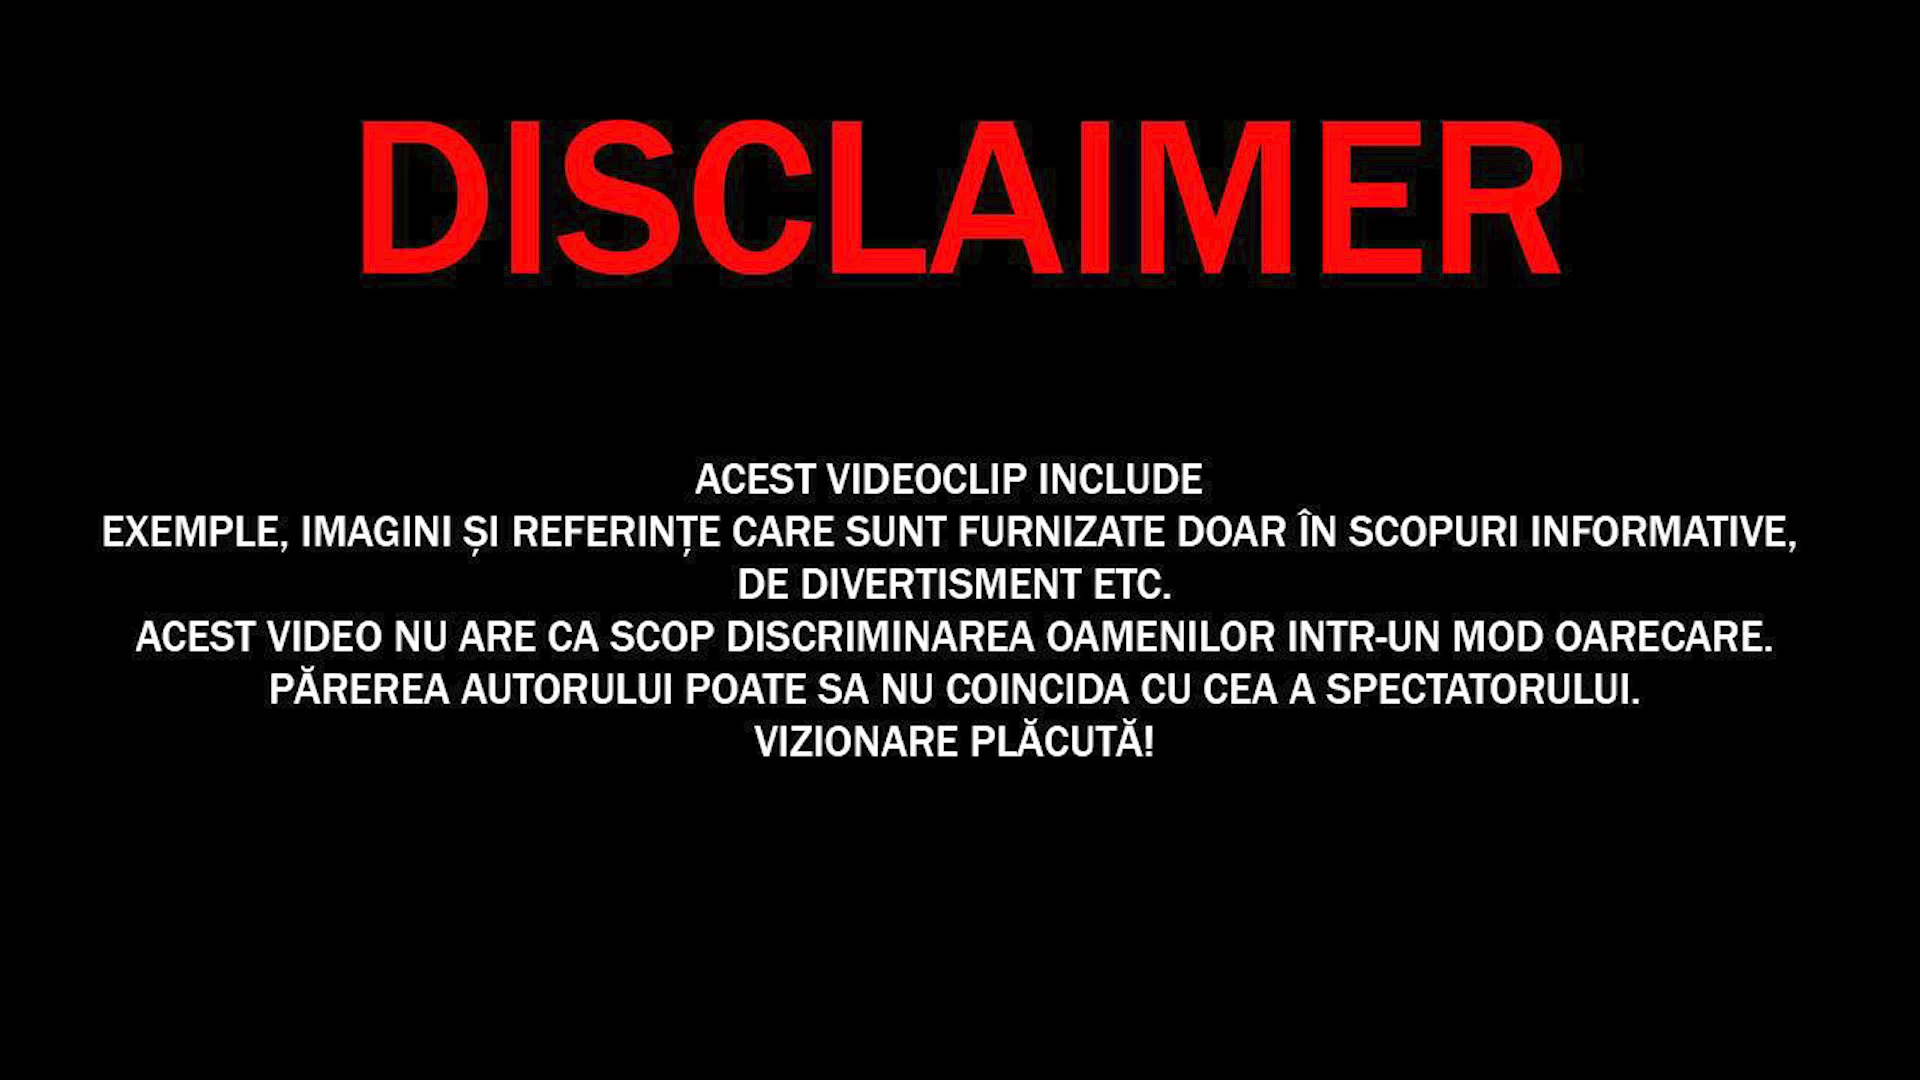 DISCLAIMER
ACEST VIDEOCLIP INCLUDE
EXEMPLE, IMAGINI ȘI REFERINȚE CARE SUNT FURNIZATE DOAR ÎN SCOPURI INFORMATIVE,
DE DIVERTISMENT ETC.
ACEST VIDEO NU ARE CA SCOP DISCRIMINAREA OAMENILOR INTR-UN MOD OARECARE.
PĂREREA AUTORULUI POATE SA NU COINCIDA CU CEA A SPECTATORULUI.
VIZIONARE PLĂCUTĂ!